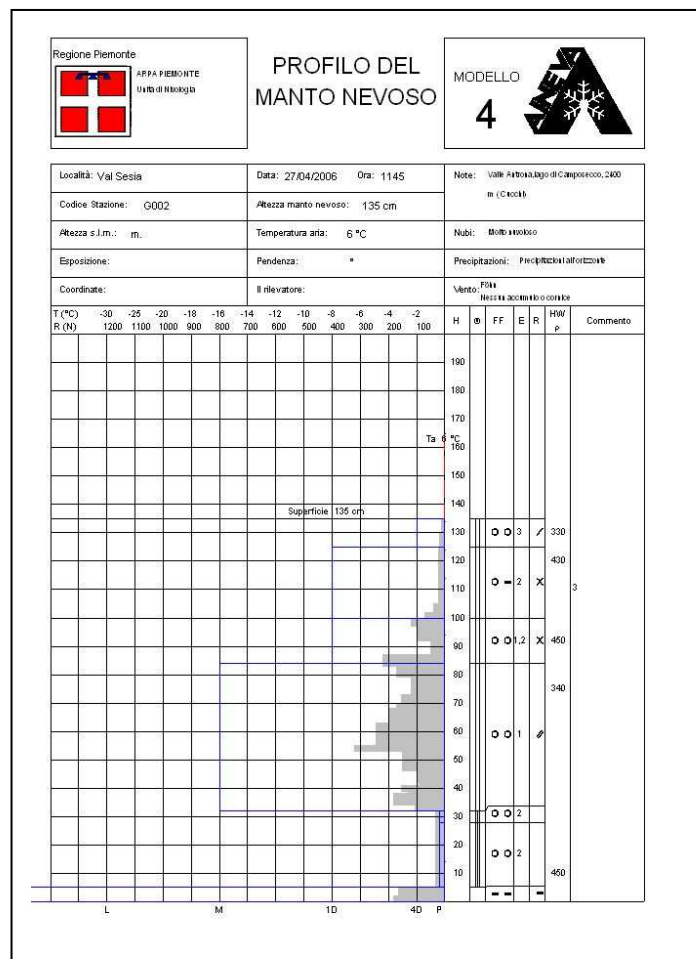 Regione Piemonte
ARPA PIEMONTE
Unità di Nivologia
PROFILO DEL
MANTO NEVOSO
MODELLO
4
AINEVA
Località: Val Sesia
Data: 27/04/2006 Ora: 1145
Note: Valle Antrona,lago di Camposecco, 2400
m (Cucchi)
Codice Stazione: G002
Altezza manto nevoso: 135 cm
Altezza s.l.m.: m.
Temperatura aria: 6 °C
Nubi: Molto nuvoloso
Esposizione:
Pendenza: °
Precipitazioni: Precipitazioni all'orizzonte
Coordinate:
Il rilevatore:
Vento: Föhn
Nessun accumulo o cornice
T (°C) -30 -25 -20 -18 -16 -14 -12 -10 -8 -6 -4 -2
R (N) 1200 1100 1000 900 800 700 600 500 400 300 200 100
H FF E R HW Commento
ρ
190
180
170
Ta 6 °C
160
150
140
Superficie 135 cm
130 3 330
120 430
110 2
3
100
90 1,2 460
80
340
70
60 1
50
40
30 2
20
2
10 450
L M 1D 4D P